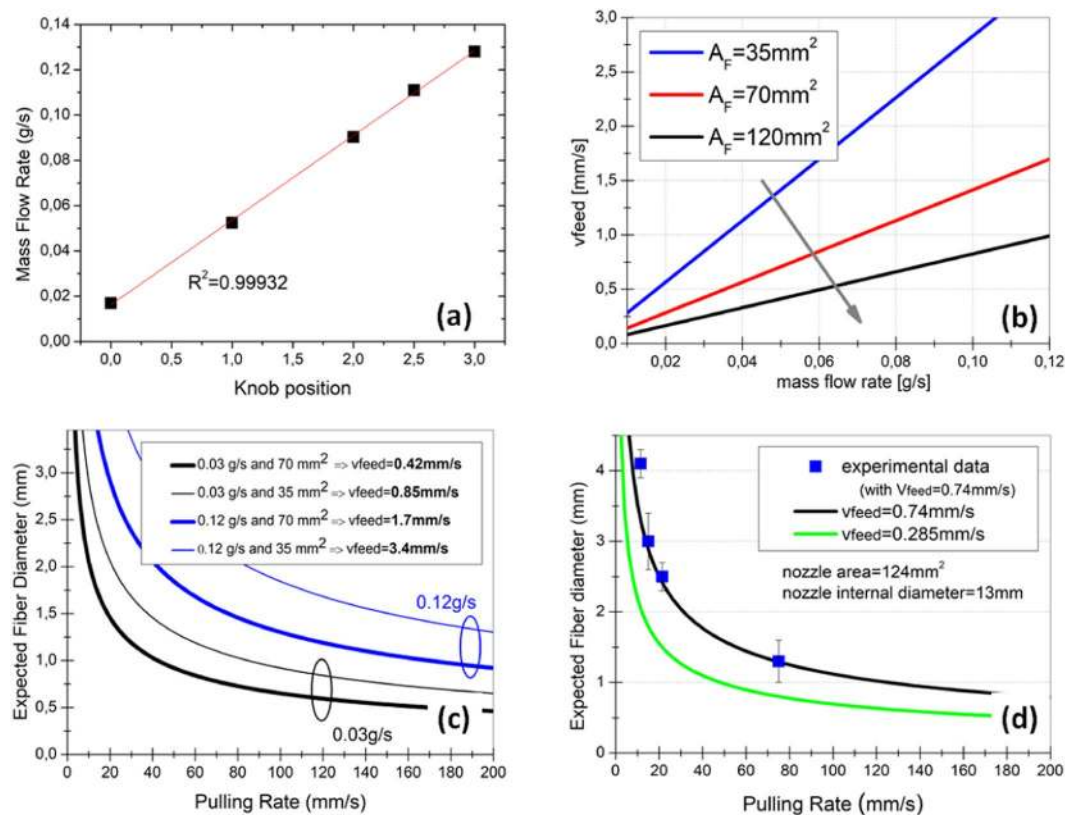 0,14
0,12
0,10
0,08
0,06
0,04
0,02
0,00
Mass Flow Rate (g/s)
R²=0.99932
(a)
0,0 0,5 1,0 1,5 2,0 2,5 3,0
Knob position
3,0
2,5
2,0
1,5
1,0
0,5
0,0
vfeed [mm/s]
A_F=35mm²
A_F=70mm²
A_F=120mm²
(b)
0,02 0,04 0,06 0,08 0,10 0,12
mass flow rate [g/s]
3,0
2,5
2,0
1,5
1,0
0,5
0,0
Expected Fiber Diameter (mm)
0.03 g/s and 70 mm² => vfeed=0.42mm/s
0.03 g/s and 35 mm² => vfeed=0.85mm/s
0.12 g/s and 70 mm² => vfeed=1.7mm/s
0.12 g/s and 35 mm² => vfeed=3.4mm/s
0.12g/s
0.03g/s
(c)
0 20 40 60 80 100 120 140 160 180 200
Pulling Rate (mm/s)
4
3
2
1
0
Expected Fiber diameter (mm)
experimental data
(with Vfeed=0.74mm/s)
vfeed=0.74mm/s
vfeed=0.285mm/s
nozzle area=124mm²
nozzle internal diameter=13mm
(d)
0 20 40 60 80 100 120 140 160 180 200
Pulling Rate (mm/s)